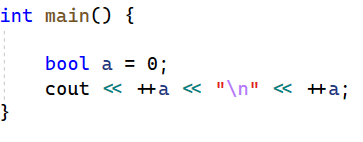 int main() {
bool a = 0;
cout << ++a << "\n" << ++a;
}